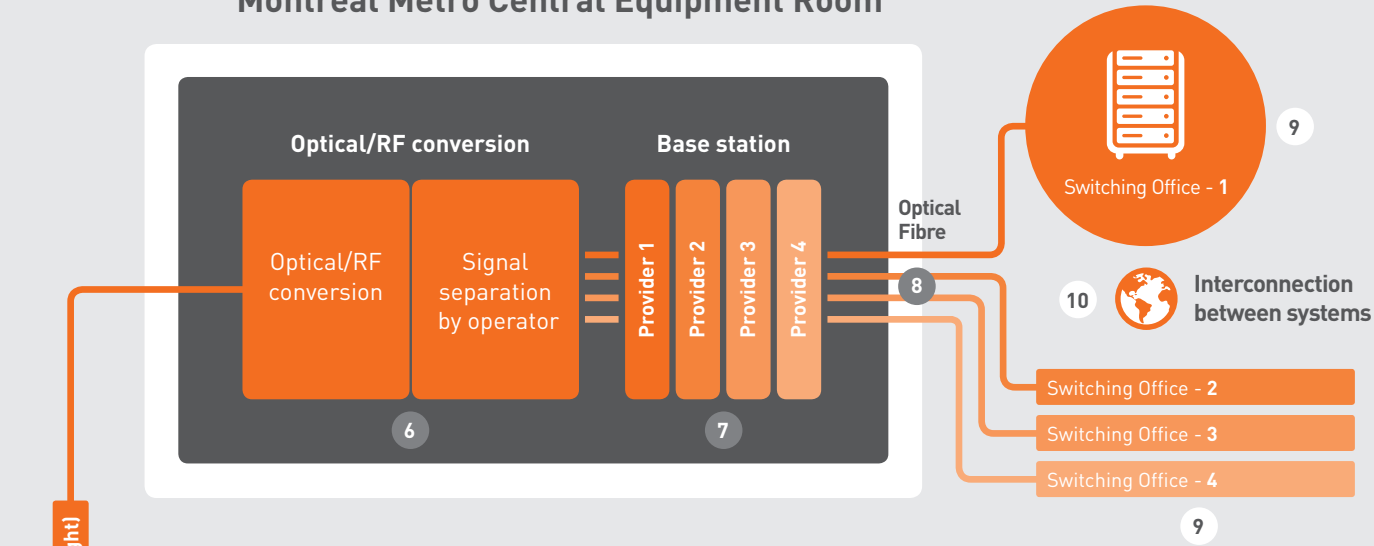 Montreal Metro Central Equipment Room
Optical/RF conversion
Base station
Optical/RF
conversion
Signal
separation
by operator
Provider 1
Provider 2
Provider 3
Provider 4
6
7
Optical
Fibre
8
Switching Office - 1
9
10
Interconnection
between systems
Switching Office - 2
Switching Office - 3
Switching Office - 4
9